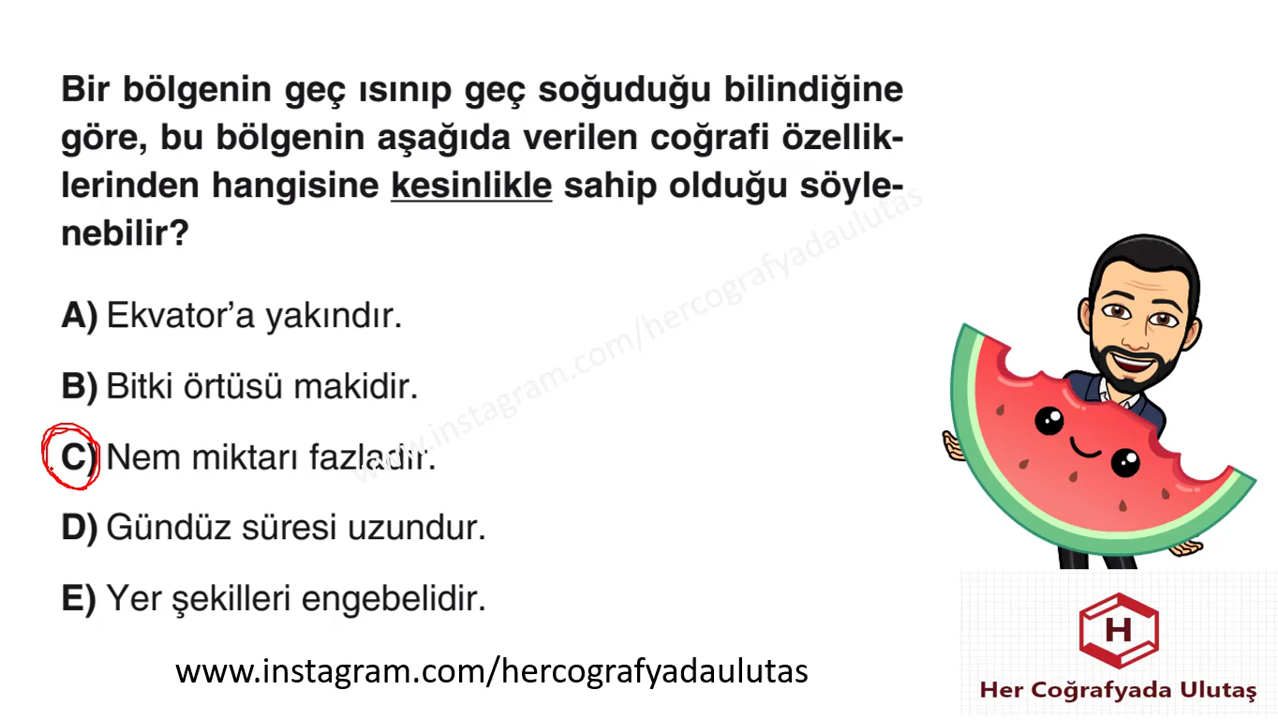 Bir bölgenin geç ısınıp geç soğuduğu bilindiğine
göre, bu bölgenin aşağıda verilen coğrafi özellik-
lerinden hangisine kesinlikle sahip olduğu söyle-
nebilir?
A) Ekvator’a yakındır.
B) Bitki örtüsü makidir.
C) Nem miktarı fazladır.
D) Gündüz süresi uzundur.
E) Yer şekilleri engebelidir.
www.instagram.com/hercografyadaulutas
www.instagram.com/hercografyadaulutas
H
Her Coğrafyada Ulutaş